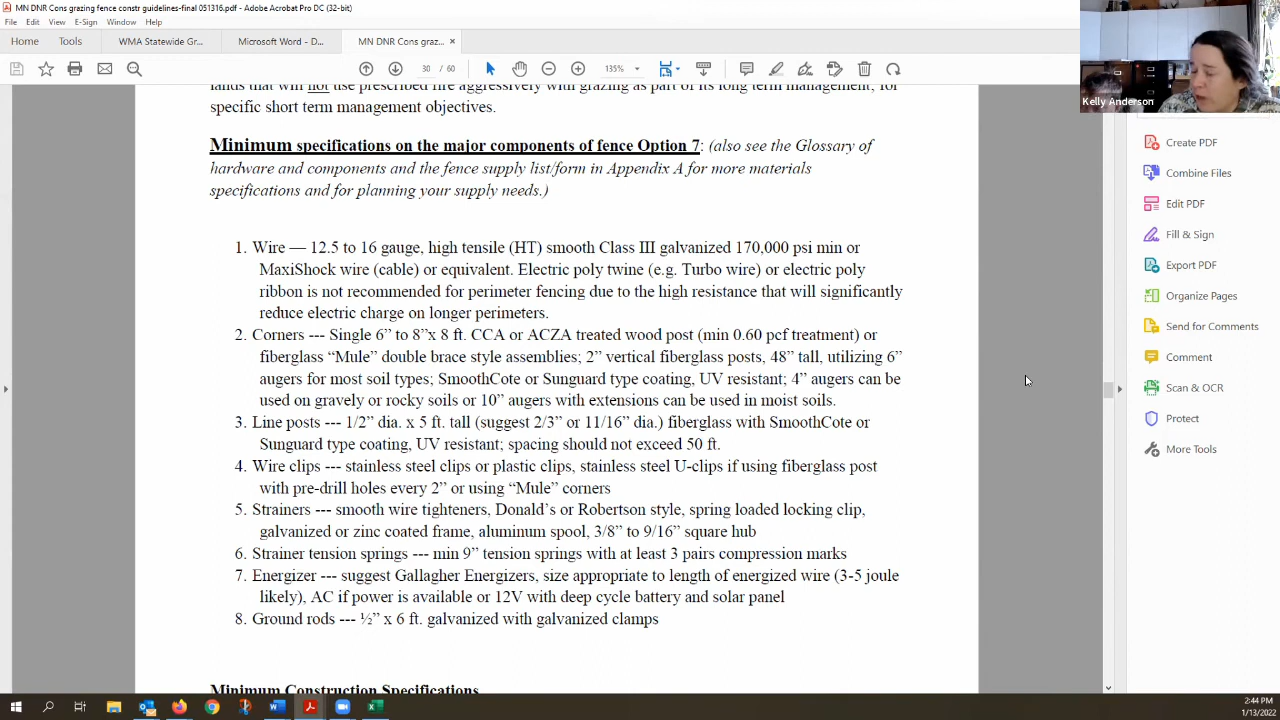 MN DNR Cons grazing fence constr guidelines-final 051316.pdf - Adobe Acrobat Pro DC (32-bit)
File Edit View E-Sign Window Help
Home Tools WMA Statewide Gr... Microsoft Word - D... MN DNR Cons graz... ×
30 / 60 135%
Kelly Anderson
lands that will not use prescribed fire aggressively with grazing as part of its long term management, for
specific short term management objectives.
Minimum specifications on the major components of fence Option 7: (also see the Glossary of
hardware and components and the fence supply list/form in Appendix A for more materials
specifications and for planning your supply needs.)
1. Wire — 12.5 to 16 gauge, high tensile (HT) smooth Class III galvanized 170,000 psi min or
MaxiShock wire (cable) or equivalent. Electric poly twine (e.g. Turbo wire) or electric poly
ribbon is not recommended for perimeter fencing due to the high resistance that will significantly
reduce electric charge on longer perimeters.
2. Corners --- Single 6” to 8”x 8 ft. CCA or ACZA treated wood post (min 0.60 pcf treatment) or
fiberglass “Mule” double brace style assemblies; 2” vertical fiberglass posts, 48” tall, utilizing 6”
augers for most soil types; SmoothCote or Sunguard type coating, UV resistant; 4” augers can be
used on gravely or rocky soils or 10” augers with extensions can be used in moist soils.
3. Line posts --- 1/2” dia. x 5 ft. tall (suggest 2/3” or 11/16” dia.) fiberglass with SmoothCote or
Sunguard type coating, UV resistant; spacing should not exceed 50 ft.
4. Wire clips --- stainless steel clips or plastic clips, stainless steel U-clips if using fiberglass post
with pre-drill holes every 2” or using “Mule” corners
5. Strainers --- smooth wire tighteners, Donald’s or Robertson style, spring loaded locking clip,
galvanized or zinc coated frame, aluminum spool, 3/8” to 9/16” square hub
6. Strainer tension springs --- min 9” tension springs with at least 3 pairs compression marks
7. Energizer --- suggest Gallagher Energizers, size appropriate to length of energized wire (3-5 joule
likely), AC if power is available or 12V with deep cycle battery and solar panel
8. Ground rods --- ½” x 6 ft. galvanized with galvanized clamps
Minimum Construction Specifications
Create PDF
Combine Files
Edit PDF
Fill & Sign
Export PDF
Organize Pages
Send for Comments
Comment
Scan & OCR
Protect
More Tools
2:44 PM
1/13/2022